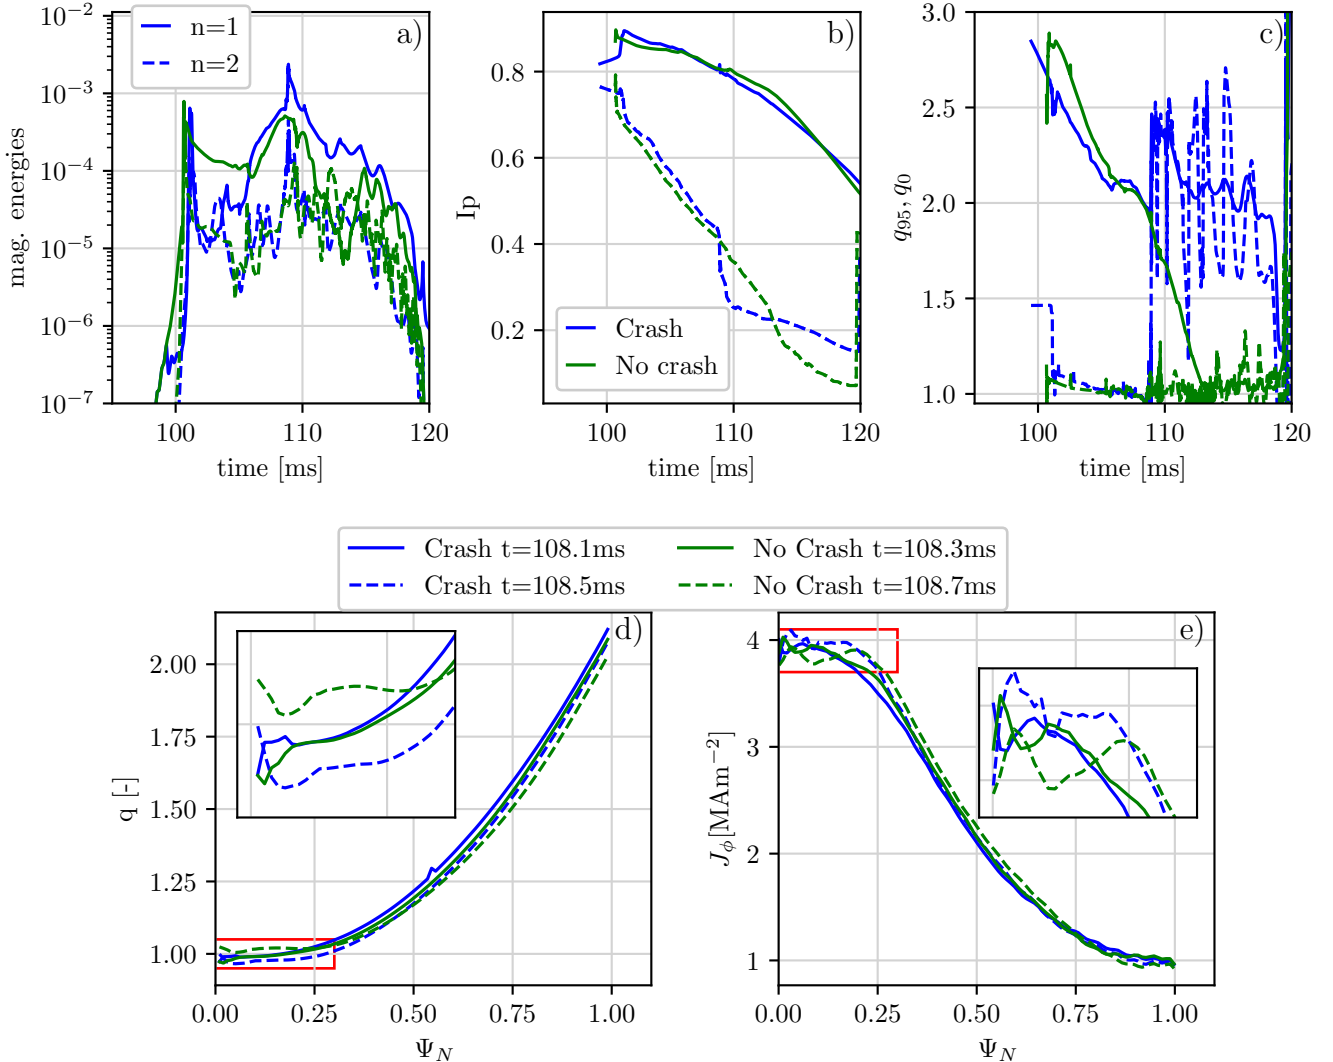 n=1
n=2
a)
10⁻²
10⁻³
10⁻⁴
10⁻⁵
10⁻⁶
10⁻⁷
mag. energies
100
110
120
time [ms]
b)
0.8
0.6
0.4
0.2
Ip
Crash
No crash
100
110
120
time [ms]
c)
3.0
2.5
2.0
1.5
1.0
q₉₅, q₀
100
110
120
time [ms]
Crash t=108.1ms
No Crash t=108.3ms
Crash t=108.5ms
No Crash t=108.7ms
d)
2.00
1.75
1.50
1.25
1.00
q [-]
0.00
0.25
0.50
0.75
1.00
Ψ_N
e)
4
3
2
1
J_ϕ[MAm⁻²]
0.00
0.25
0.50
0.75
1.00
Ψ_N